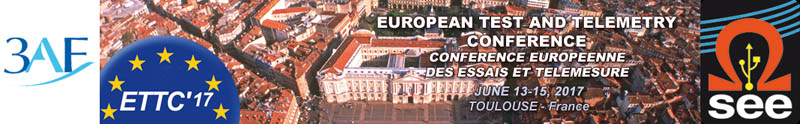 3AF
ETTC'17
EUROPEAN TEST AND TELEMETRY
CONFERENCE
CONFERENCE EUROPEENNE
DES ESSAIS ET TELEMESURE
JUNE 13-15, 2017
TOULOUSE - France
see